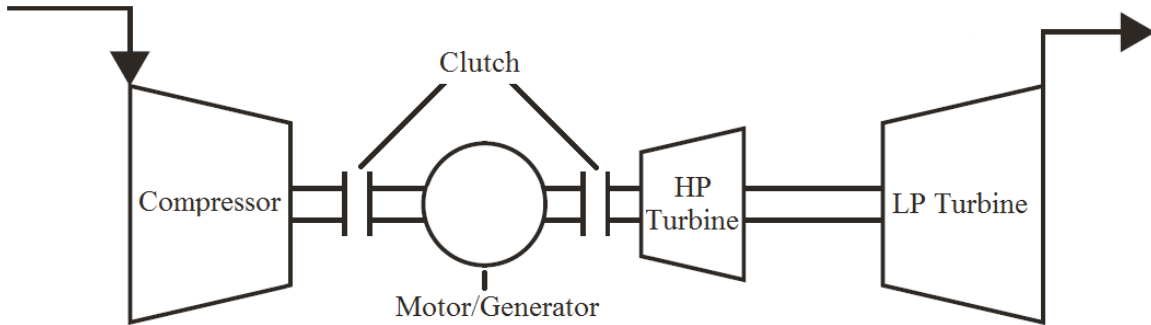 Clutch
Compressor
HP
Turbine
LP Turbine
Motor/Generator